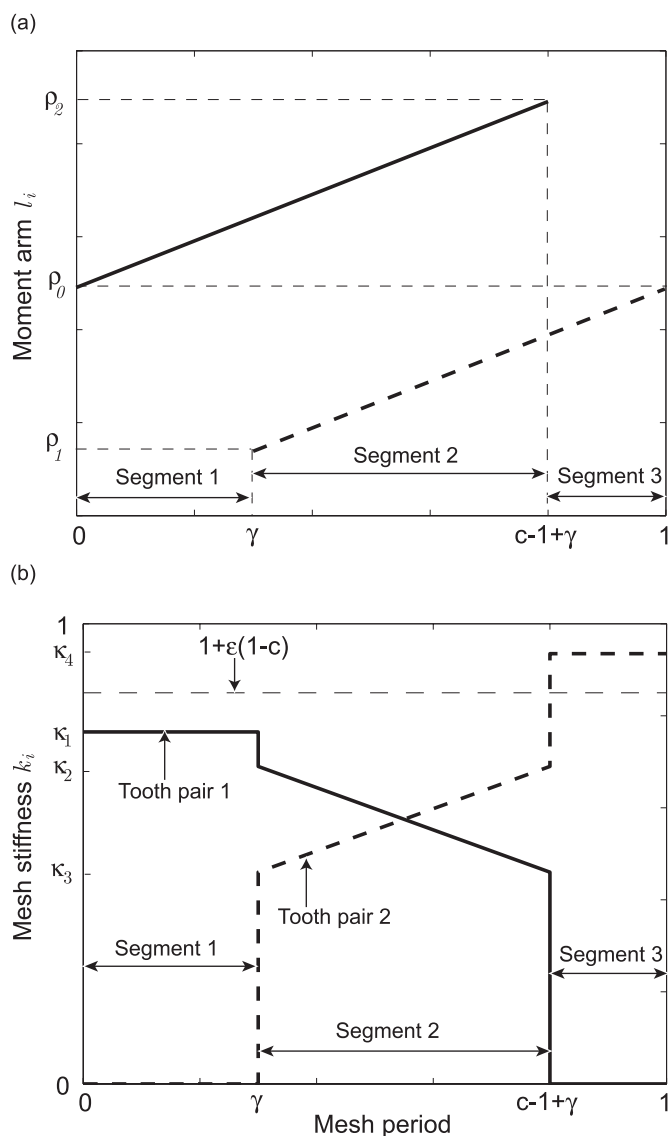 (a)
ρ2
ρ0
ρ1
Moment arm li
Segment 1
Segment 2
Segment 3
0
γ
c-1+γ
1
(b)
1
κ4
κ1
κ2
κ3
0
Mesh stiffness ki
1+ε(1-c)
Tooth pair 1
Tooth pair 2
Segment 1
Segment 2
Segment 3
0
γ
c-1+γ
1
Mesh period